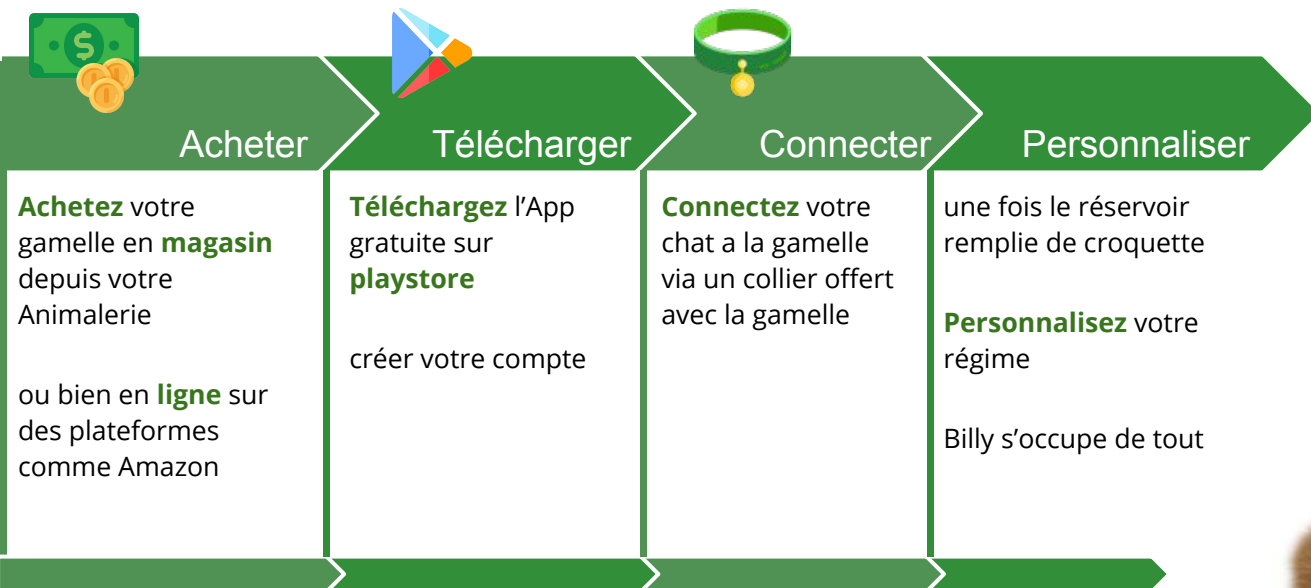 Acheter
Télécharger
Connecter
Personnaliser
Achetez votre
gamelle en magasin
depuis votre
Animalerie
ou bien en ligne sur
des plateformes
comme Amazon
Téléchargez l’App
gratuite sur
playstore
créer votre compte
Connectez votre
chat a la gamelle
via un collier offert
avec la gamelle
une fois le réservoir
remplie de croquette
Personnalisez votre
régime
Billy s’occupe de tout